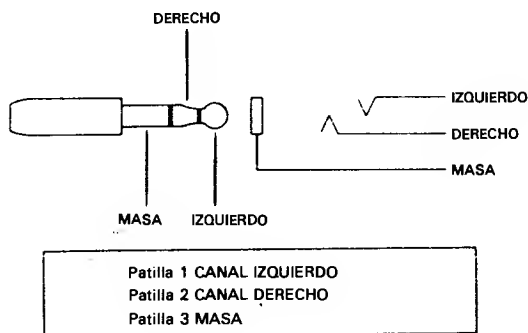 DERECHO
IZQUIERDO
DERECHO
MASA
MASA IZQUIERDO
Patilla 1 CANAL IZQUIERDO
Patilla 2 CANAL DERECHO
Patilla 3 MASA